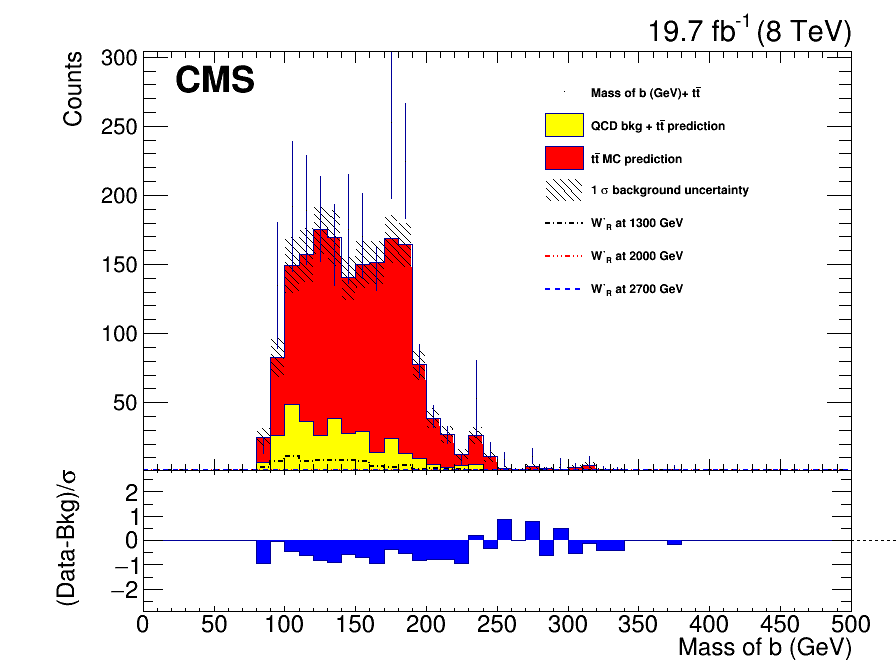 19.7 fb⁻¹ (8 TeV)
Counts
CMS
300
250
200
150
100
50
Mass of b (GeV)+ tt̄
QCD bkg + tt̄ prediction
tt̄ MC prediction
1 σ background uncertainty
W'R at 1300 GeV
W'R at 2000 GeV
W'R at 2700 GeV
(Data-Bkg)/σ
2
1
0
−1
−2
0 50 100 150 200 250 300 350 400 450 500
Mass of b (GeV)